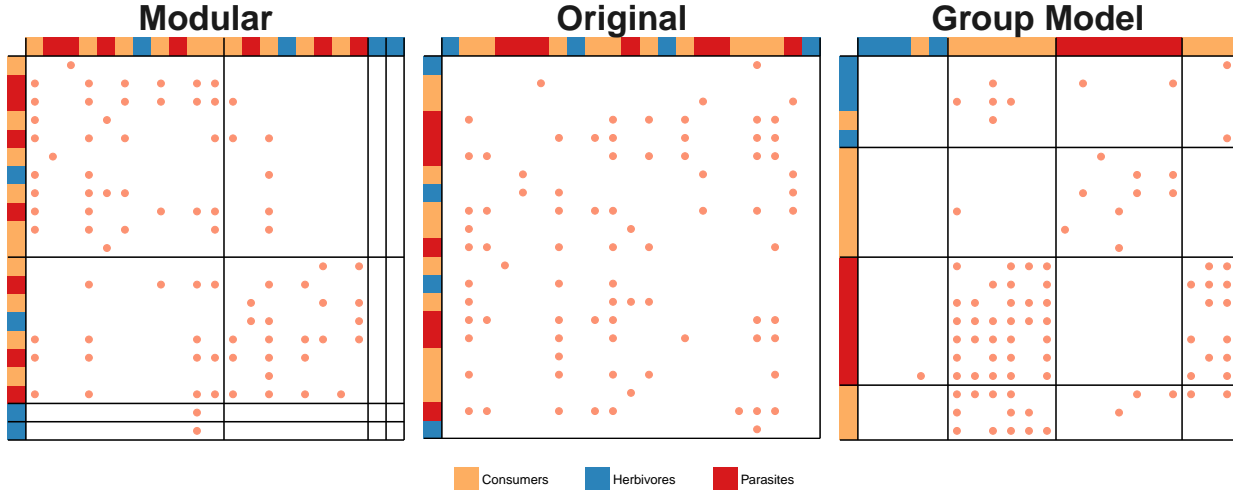 Modular
Original
Group Model
Consumers
Herbivores
Parasites